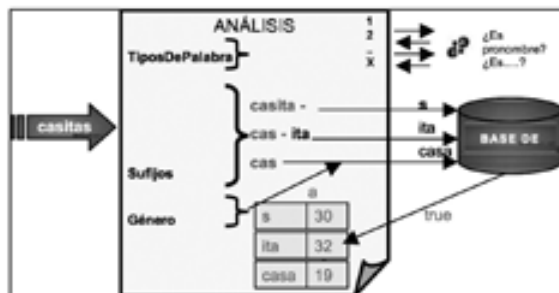 ANÁLISIS
TiposDePalabra
1
2
X
¿Es
pronombre?
¿Es....?
¿?
casitas
casita -
s
cas - ita
ita
cas
casa
BASE DE
Sufijos
Género
a
s 30
ita 32
casa 19
true